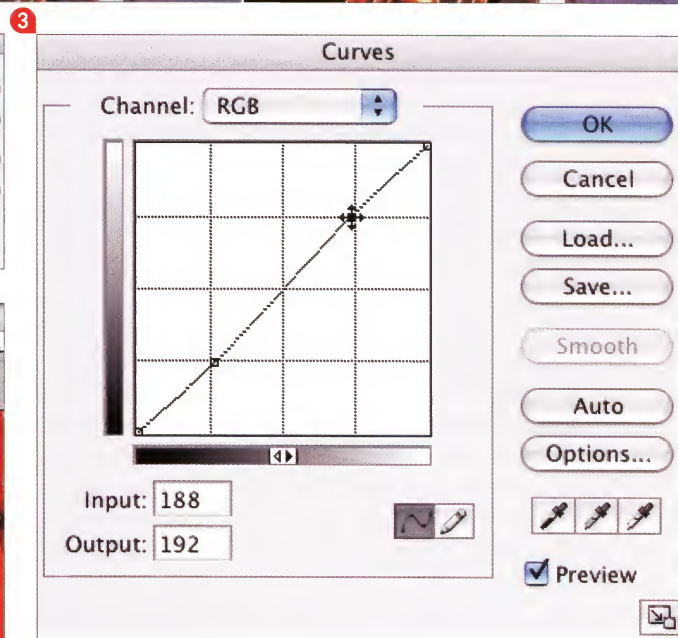 3
Curves
Channel: RGB
OK
Cancel
Load...
Save...
Smooth
Auto
Options...
Input: 188
Output: 192
Preview